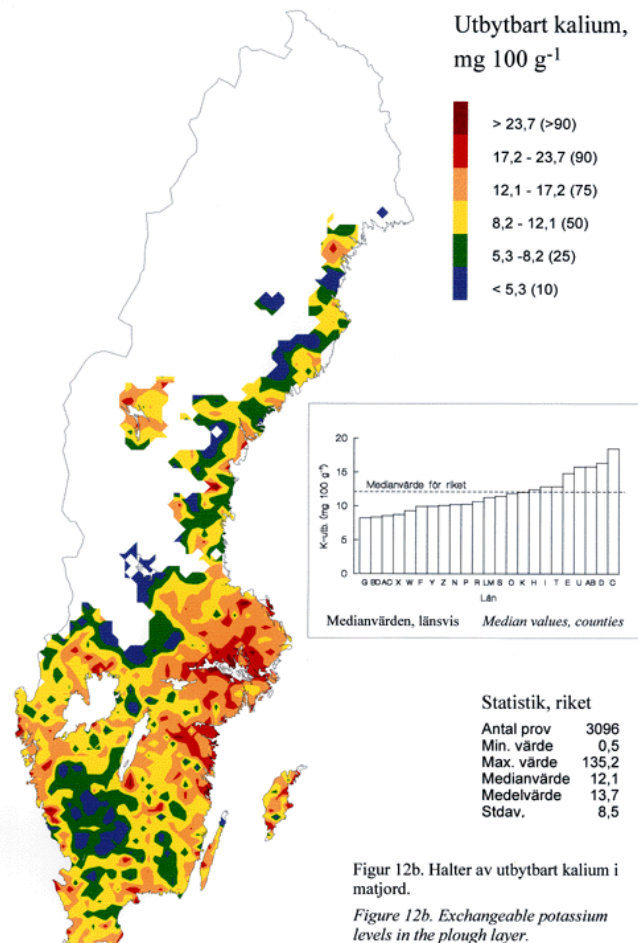 Utbytbart kalium,
mg 100 g⁻¹
> 23,7 (>90)
17,2 - 23,7 (90)
12,1 - 17,2 (75)
8,2 - 12,1 (50)
5,3 -8,2 (25)
< 5,3 (10)
20
15
10
5
0
K-utb. (mg 100 g⁻¹)
Medianvärde för riket
G BD AC X W F Y Z N P R LM S O K H I T E U AB D C
Län
Medianvärden, länsvis Median values, counties
Statistik, riket
Antal prov 3096
Min. värde 0,5
Max. värde 135,2
Medianvärde 12,1
Medelvärde 13,7
Stdav. 8,5
Figur 12b. Halter av utbytbart kalium i
matjord.
Figure 12b. Exchangeable potassium
levels in the plough layer.